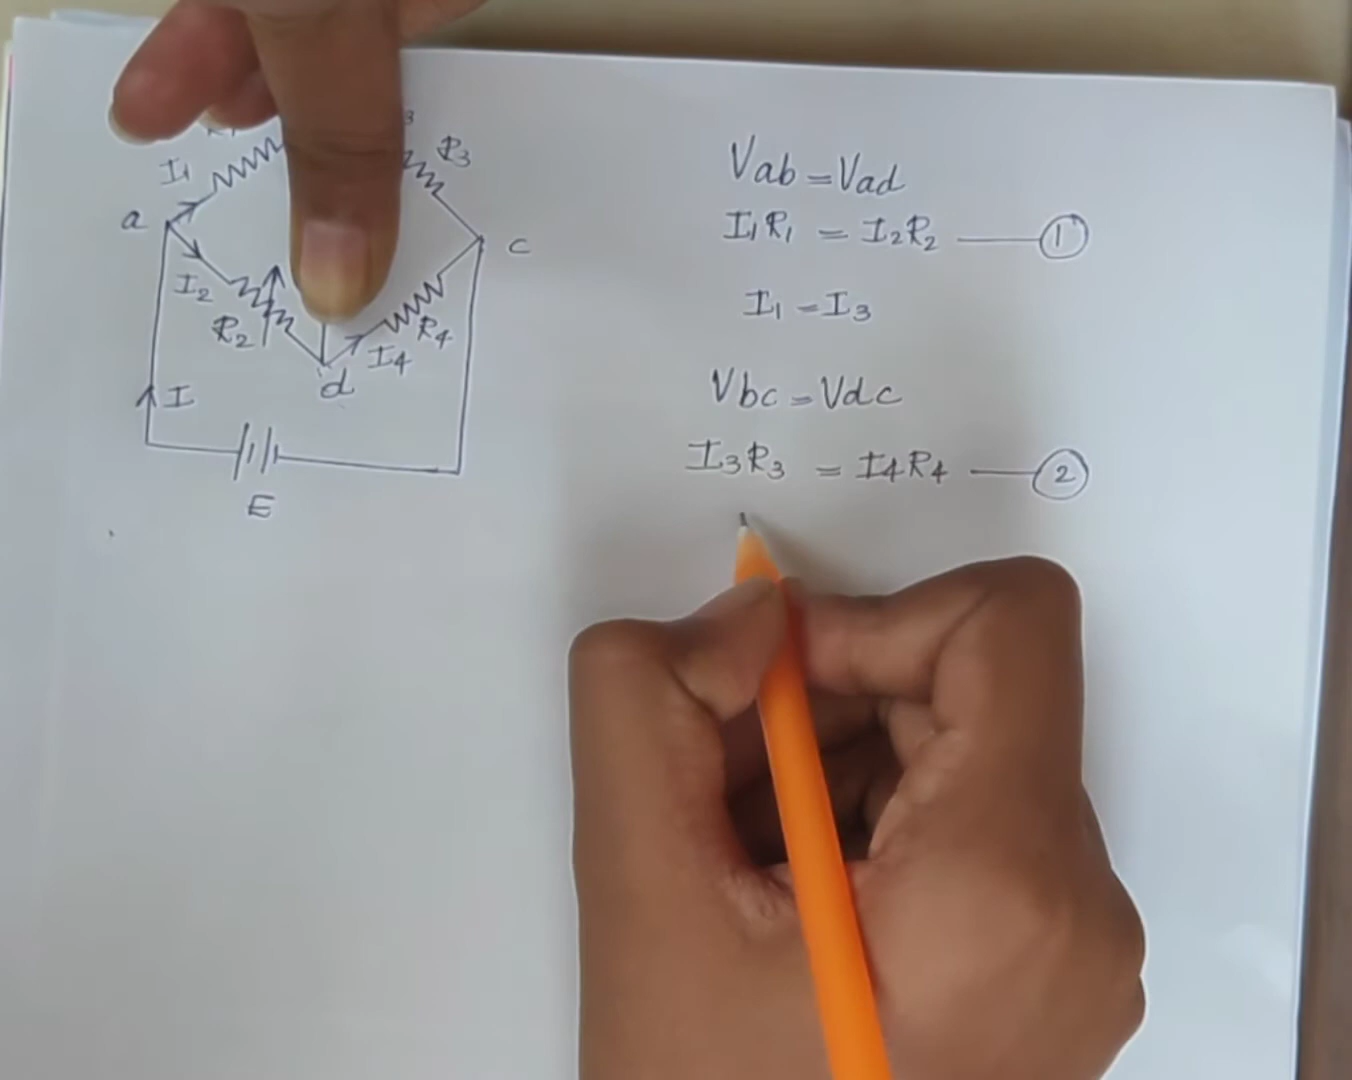 R3
I1
a
c
I2
R2
R4
I4
d
I
E
Vab = Vad
I1R1 = I2R2 —— 1
I1 = I3
Vbc = Vdc
I3R3 = I4R4 —— 2